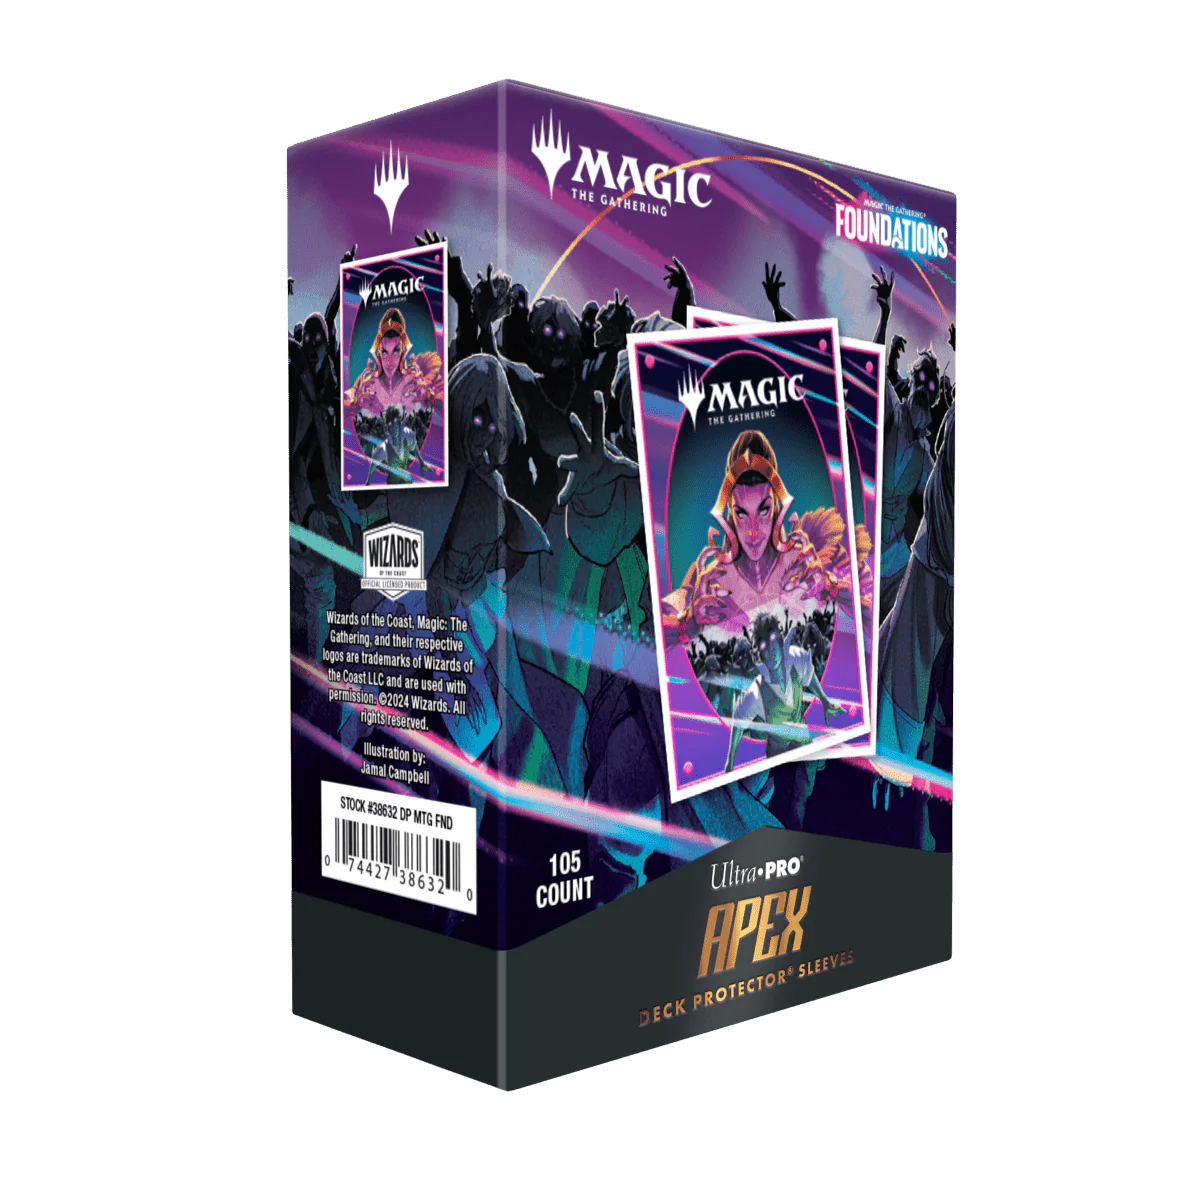 MAGIC
THE GATHERING
MAGIC
THE GATHERING
WIZARDS
OF THE COAST
OFFICIAL LICENSED PRODUCT
Wizards of the Coast, Magic: The
Gathering, and their respective
logos are trademarks of Wizards of
the Coast LLC and are used with
permission. ©2024 Wizards. All
rights reserved.
Illustration by:
Jamal Campbell
STOCK #38632 DP MTG FND
0 74427 38632 0
MAGIC THE GATHERING®
FOUNDATIONS
MAGIC
THE GATHERING
105
COUNT
Ultra•PRO®
APEX
DECK PROTECTOR® SLEEVES